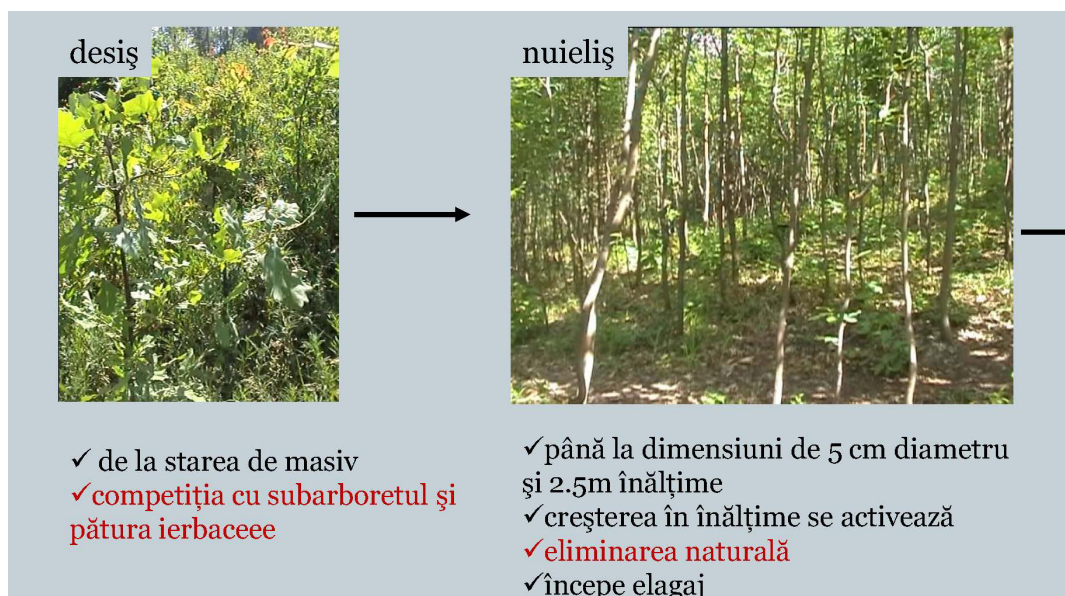 desiş
nuieliş
✓ de la starea de masiv
✓competiția cu subarboretul şi
pătura ierbaceee
✓până la dimensiuni de 5 cm diametru
şi 2.5m înălțime
✓creşterea în înălțime se activează
✓eliminarea naturală
✓începe elagaj